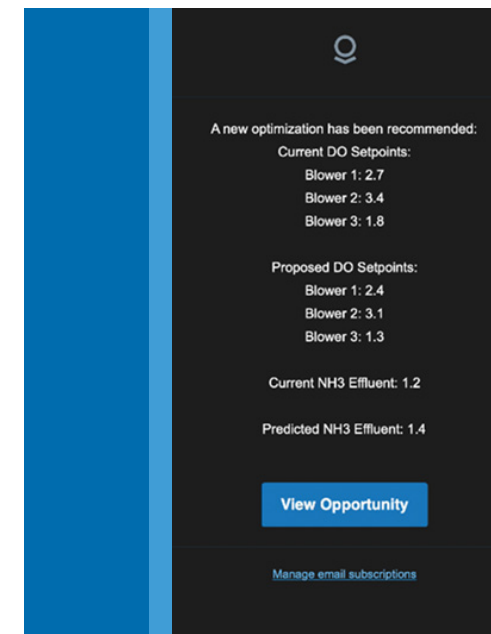 A new optimization has been recommended:
Current DO Setpoints:
Blower 1: 2.7
Blower 2: 3.4
Blower 3: 1.8
Proposed DO Setpoints:
Blower 1: 2.4
Blower 2: 3.1
Blower 3: 1.3
Current NH3 Effluent: 1.2
Predicted NH3 Effluent: 1.4
View Opportunity
Manage email subscriptions